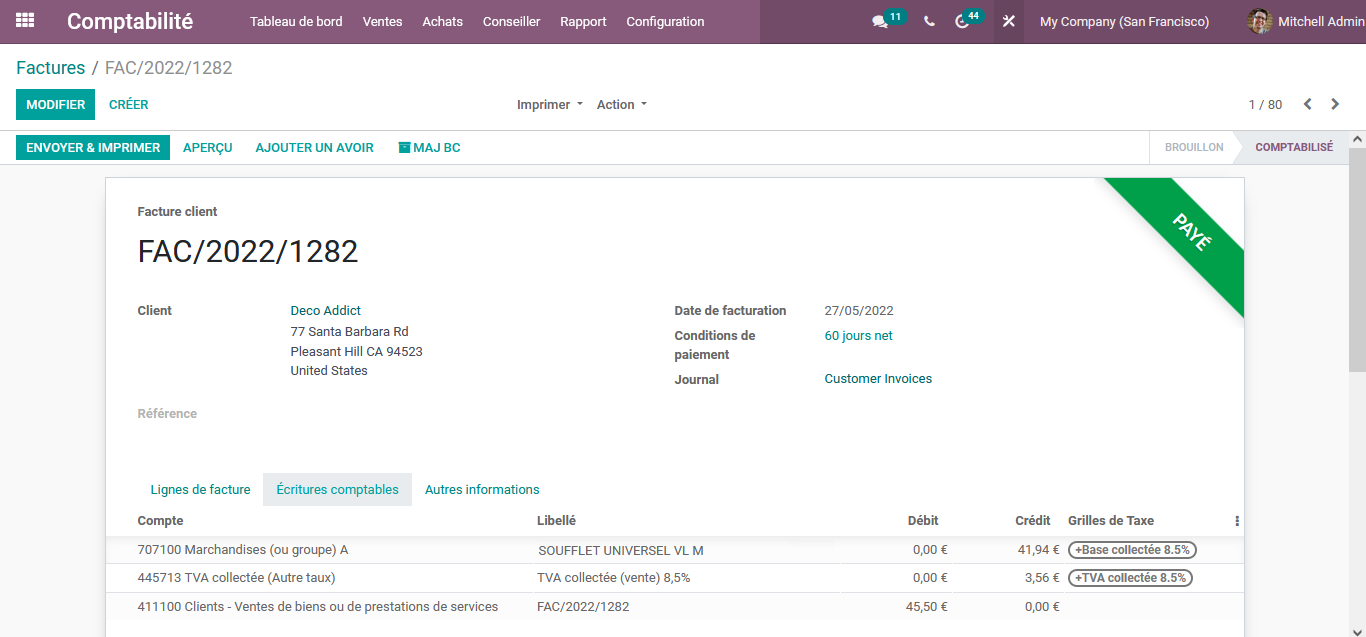 Comptabilité Tableau de bord Ventes Achats Conseiller Rapport Configuration 11 44 My Company (San Francisco) Mitchell Admin
Factures / FAC/2022/1282
MODIFIER CRÉER Imprimer Action 1 / 80
ENVOYER & IMPRIMER APERÇU AJOUTER UN AVOIR MAJ BC BROUILLON COMPTABILISÉ
Facture client
PAYÉ
FAC/2022/1282
Client Deco Addict Date de facturation 27/05/2022
77 Santa Barbara Rd Conditions de paiement 60 jours net
Pleasant Hill CA 94523
United States Journal Customer Invoices
Référence
Lignes de facture Écritures comptables Autres informations
Compte Libellé Débit Crédit Grilles de Taxe
707100 Marchandises (ou groupe) A SOUFFLET UNIVERSEL VL M 0,00 € 41,94 € +Base collectée 8.5%
445713 TVA collectée (Autre taux) TVA collectée (vente) 8,5% 0,00 € 3,56 € +TVA collectée 8.5%
411100 Clients - Ventes de biens ou de prestations de services FAC/2022/1282 45,50 € 0,00 €